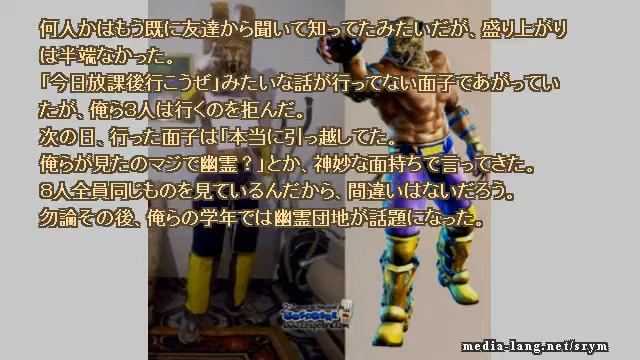 何人かはもう既に友達から聞いて知ってたみたいだが、盛り上がり
は半端なかった。
「今日放課後行こうぜ」みたいな話が行ってない面子であがってい
たが、俺ら3人は行くのを拒んだ。
次の日、行った面子は「本当に引っ越してた。
俺らが見たのマジで幽霊？」とか、神妙な面持ちで言ってきた。
8人全員同じものを見ているんだから、間違いはないだろう。
勿論その後、俺らの学年では幽霊団地が話題になった。
media-lang.net/srym